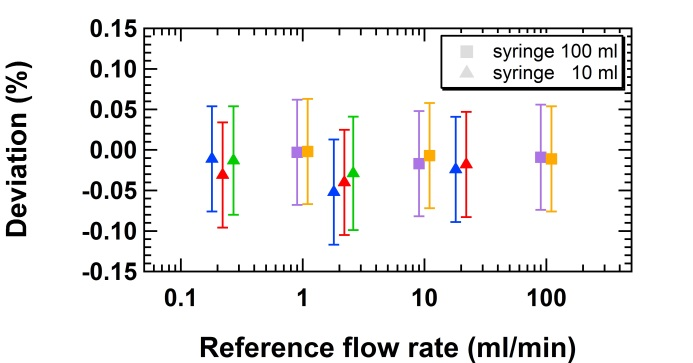 0.15
0.10
0.05
0.00
-0.05
-0.10
-0.15
Deviation (%)
syringe 100 ml
syringe 10 ml
0.1 1 10 100
Reference flow rate (ml/min)